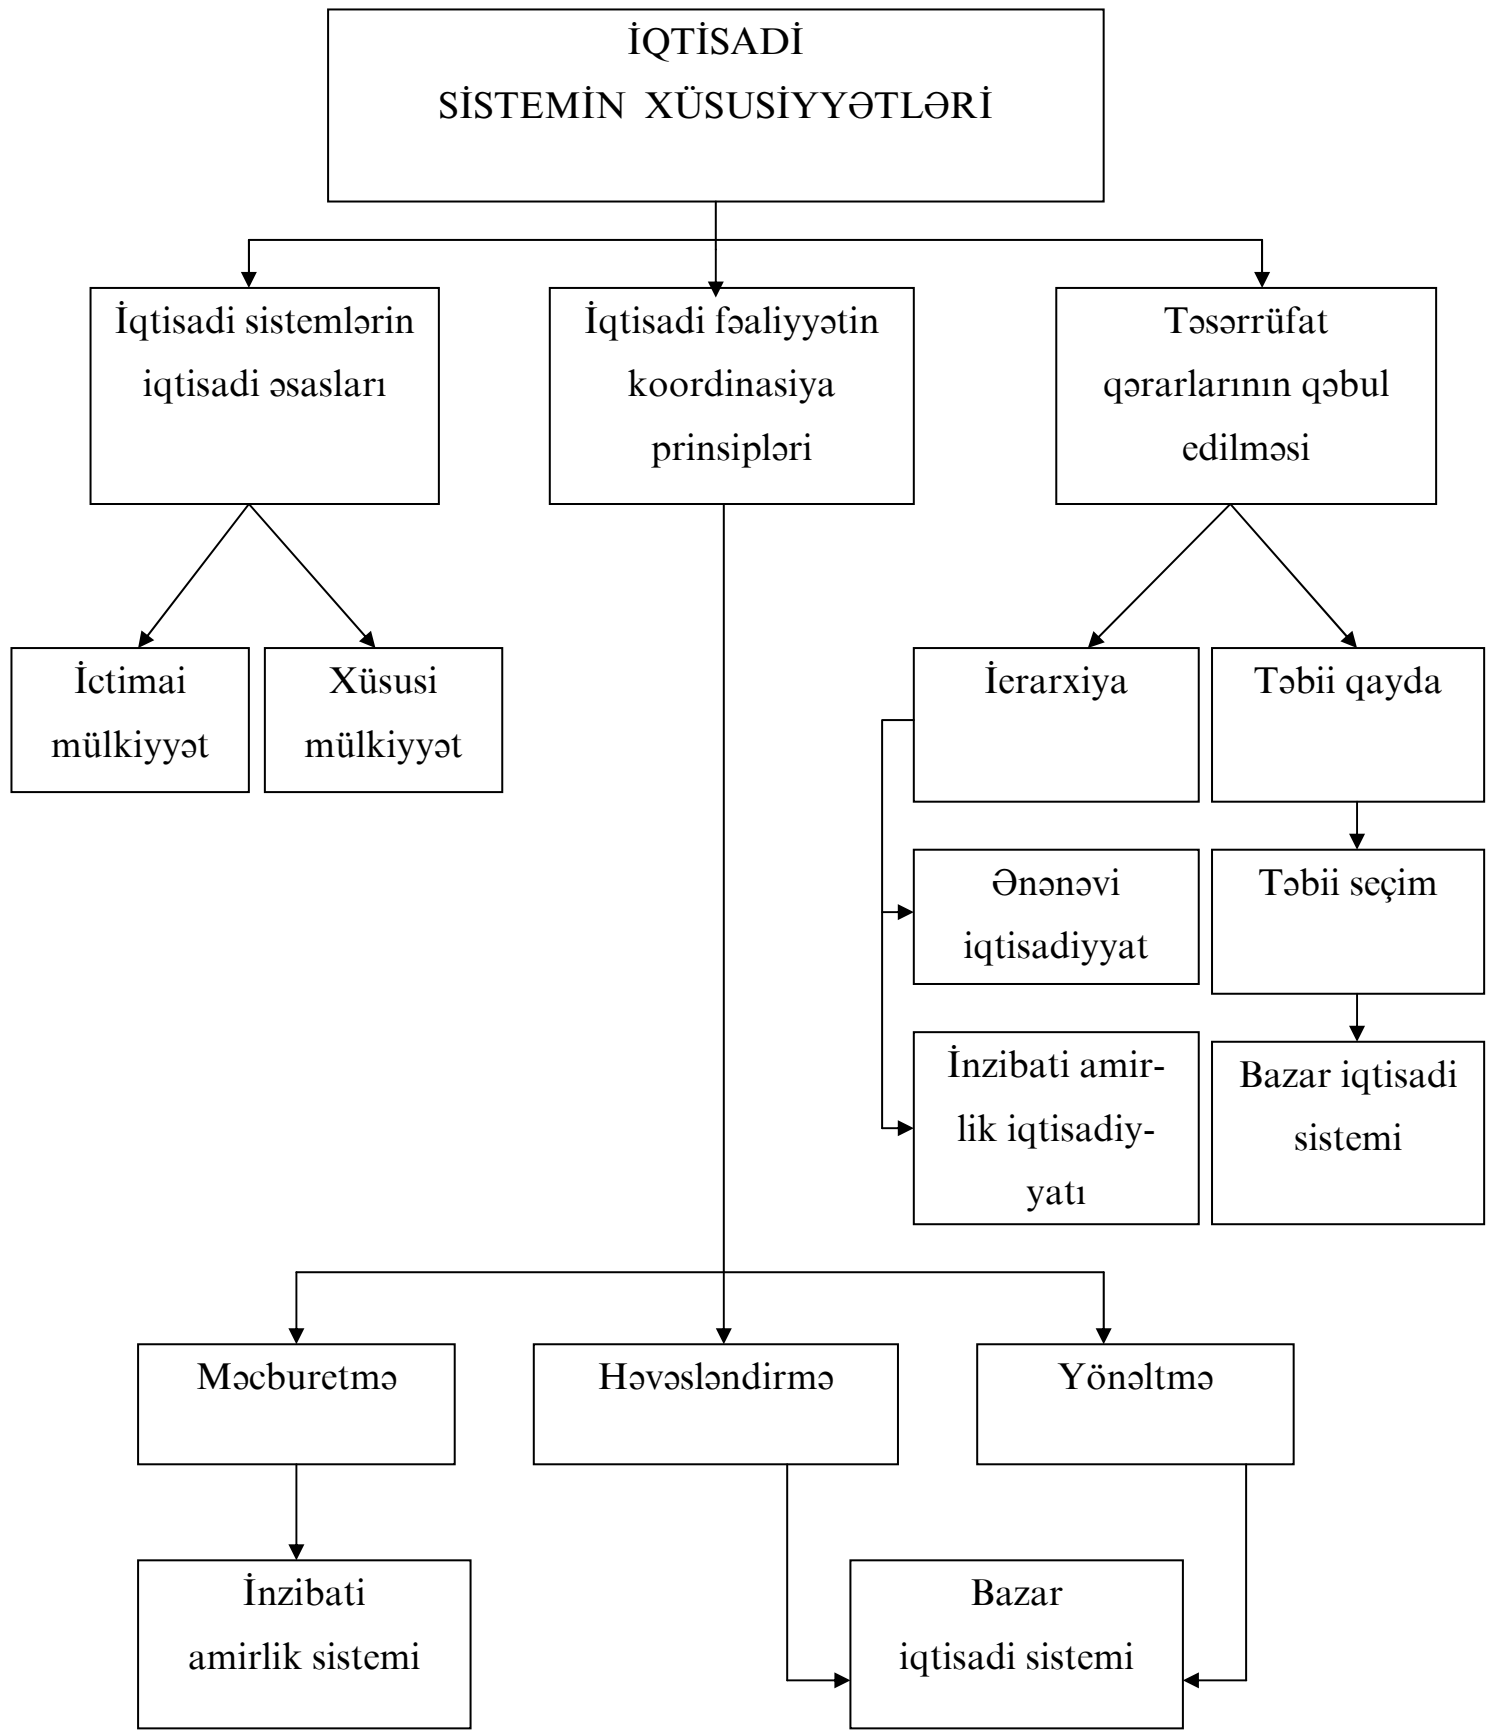 İQTİSADİ
SİSTEMİN XÜSUSİYYƏTLƏRİ
İqtisadi sistemlərin
iqtisadi əsasları
İqtisadi fəaliyyətin
koordinasiya
prinsipləri
Təsərrüfat
qərarlarının qəbul
edilməsi
İctimai
mülkiyyət
Xüsusi
mülkiyyət
İerarxiya
Təbii qayda
Ənənəvi
iqtisadiyyat
Təbii seçim
İnzibati amir-
lik iqtisadiy-
yatı
Bazar iqtisadi
sistemi
Məcburetmə
Həvəsləndirmə
Yönəltmə
İnzibati
amirlik sistemi
Bazar
iqtisadi sistemi